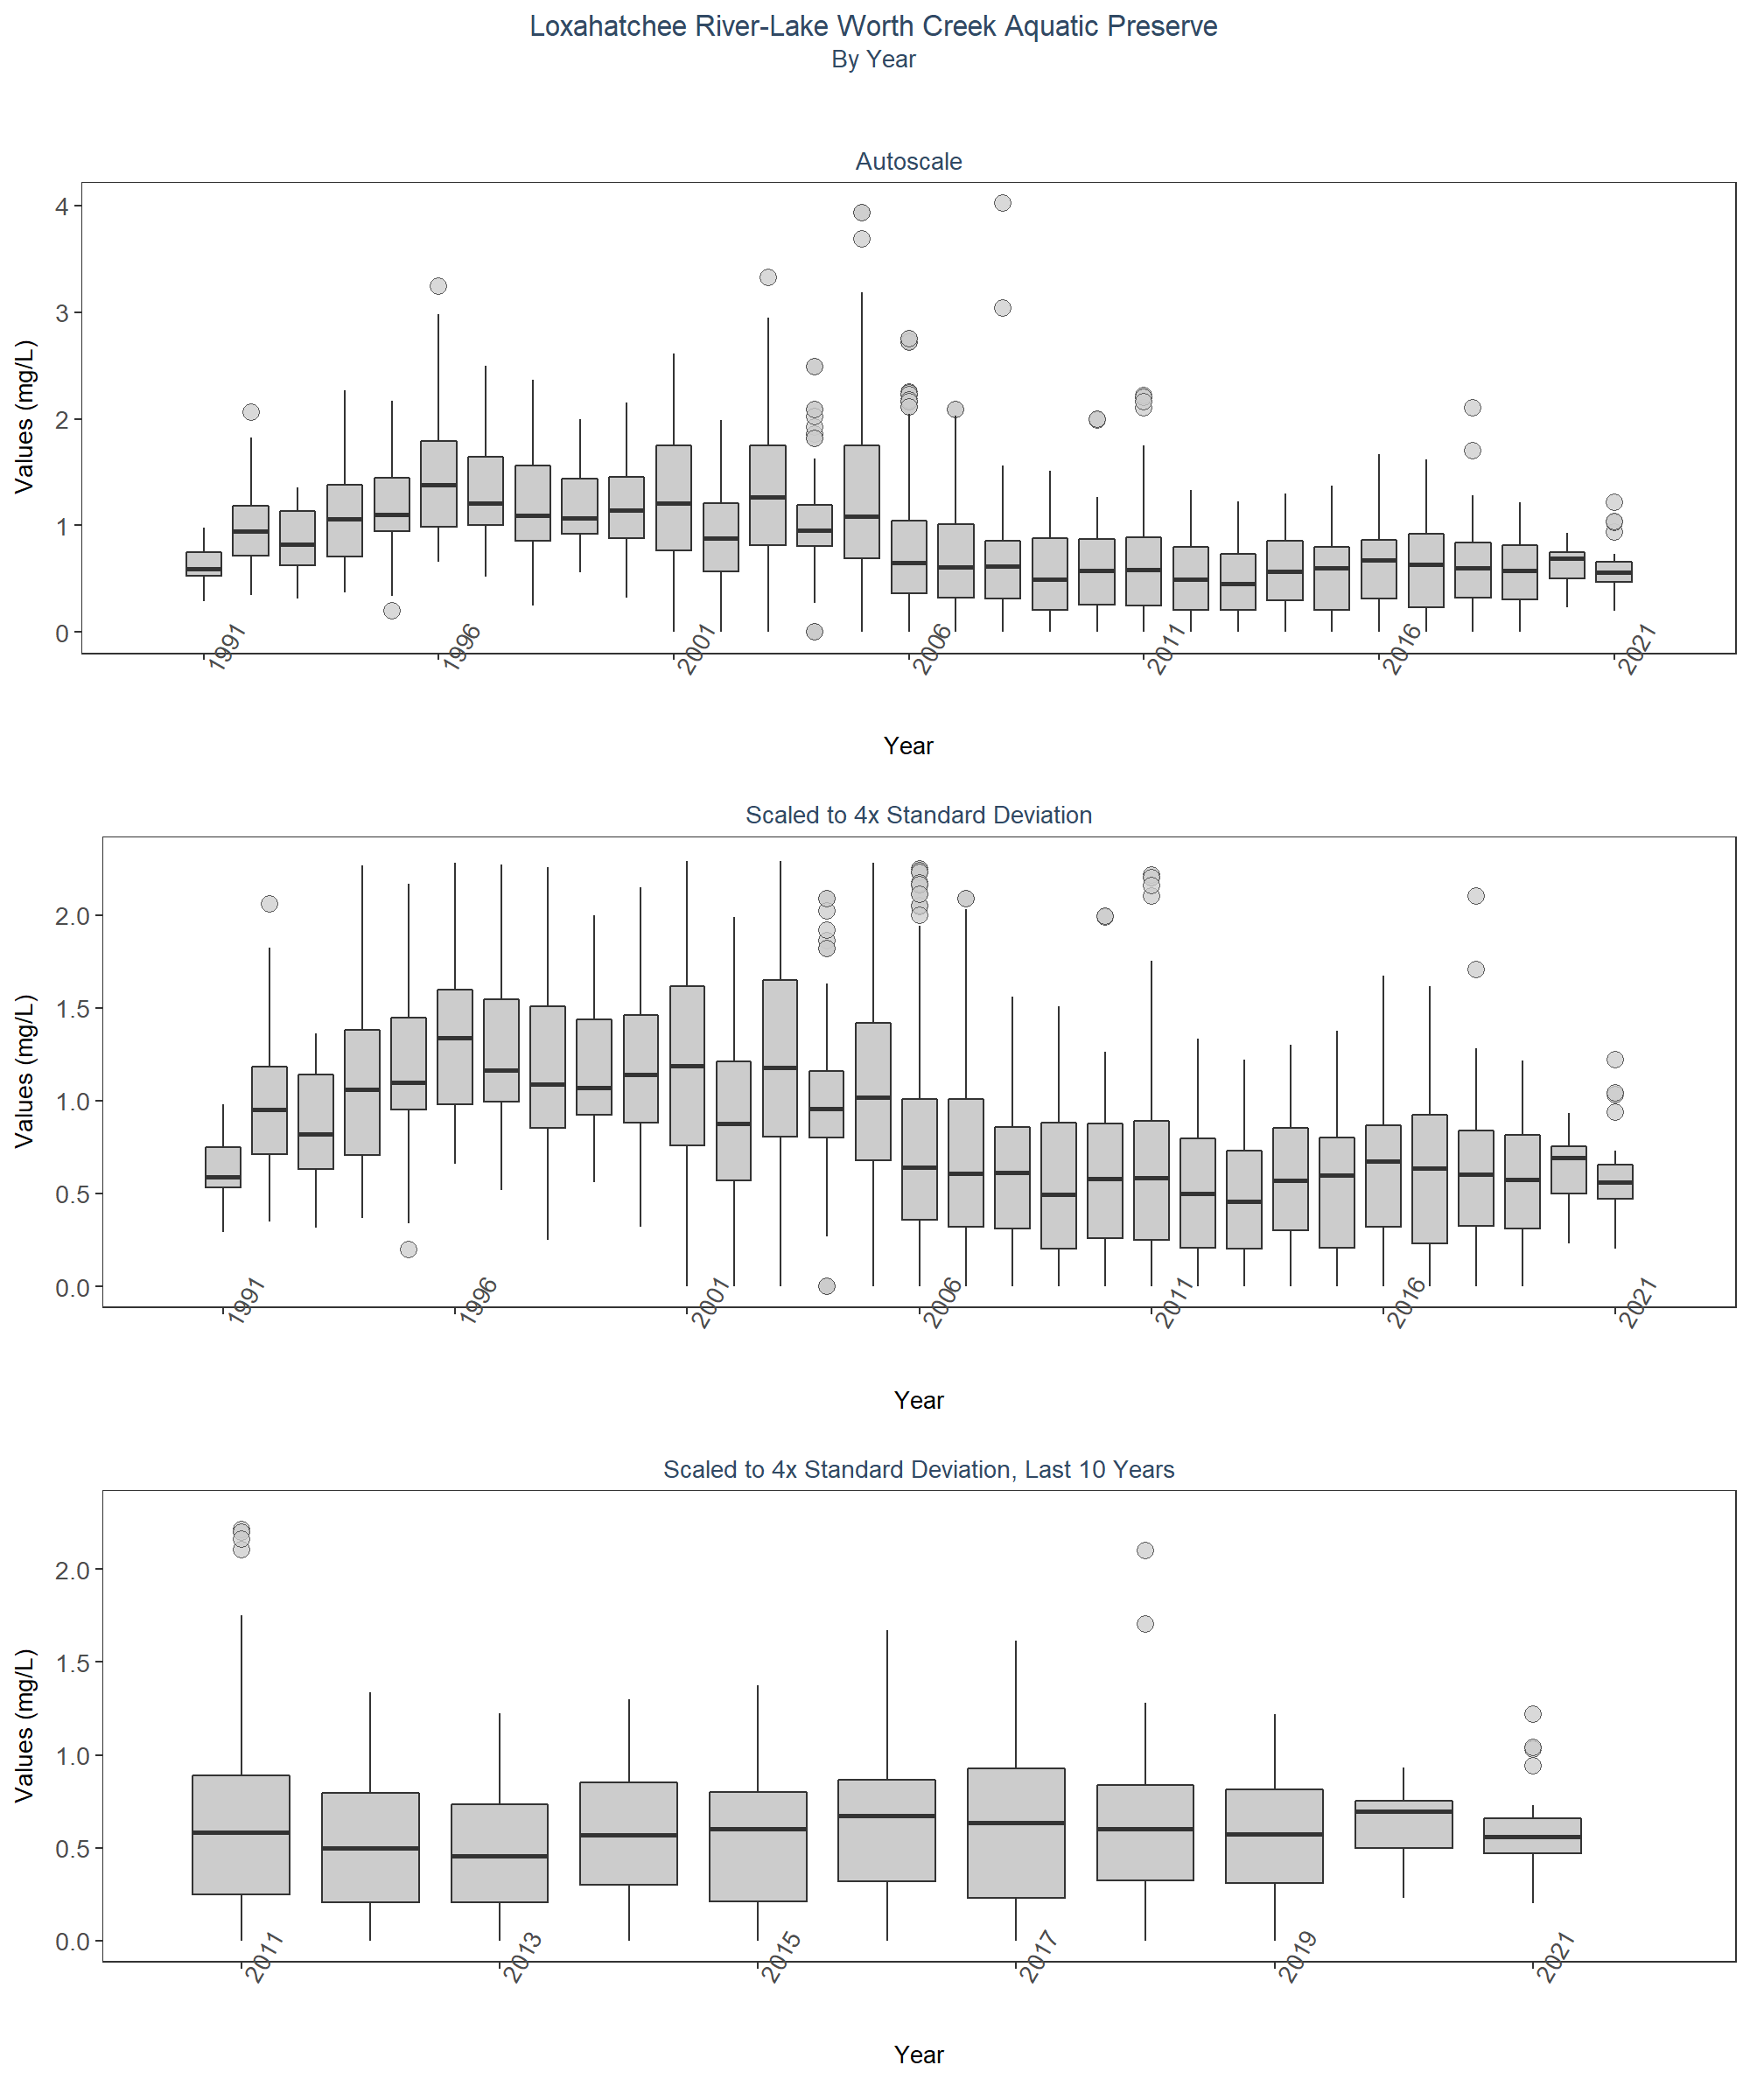 Loxahatchee River-Lake Worth Creek Aquatic Preserve
By Year
Autoscale
Values (mg/L)
4
3
2
1
0
1991 1996 2001 2006 2011 2016 2021
Year
Scaled to 4x Standard Deviation
Values (mg/L)
2.0
1.5
1.0
0.5
0.0
1991 1996 2001 2006 2011 2016 2021
Year
Scaled to 4x Standard Deviation, Last 10 Years
Values (mg/L)
2.0
1.5
1.0
0.5
0.0
2011 2013 2015 2017 2019 2021
Year